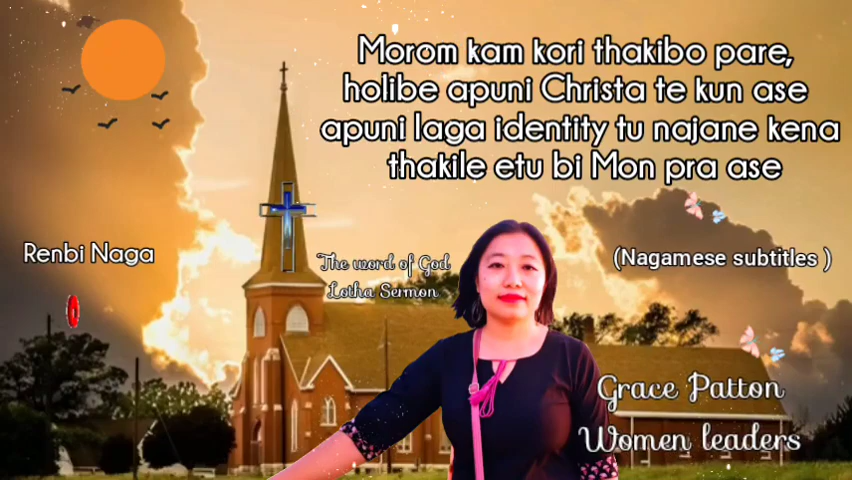 Morom kam kori thakibo pare,
holibe apuni Christa te kun ase
apuni laga identity tu najane kena
thakile etu bi Mon pra ase
Renbi Naga
The word of God
Lotha Sermon
(Nagamese subtitles )
Grace Patton
Women leaders